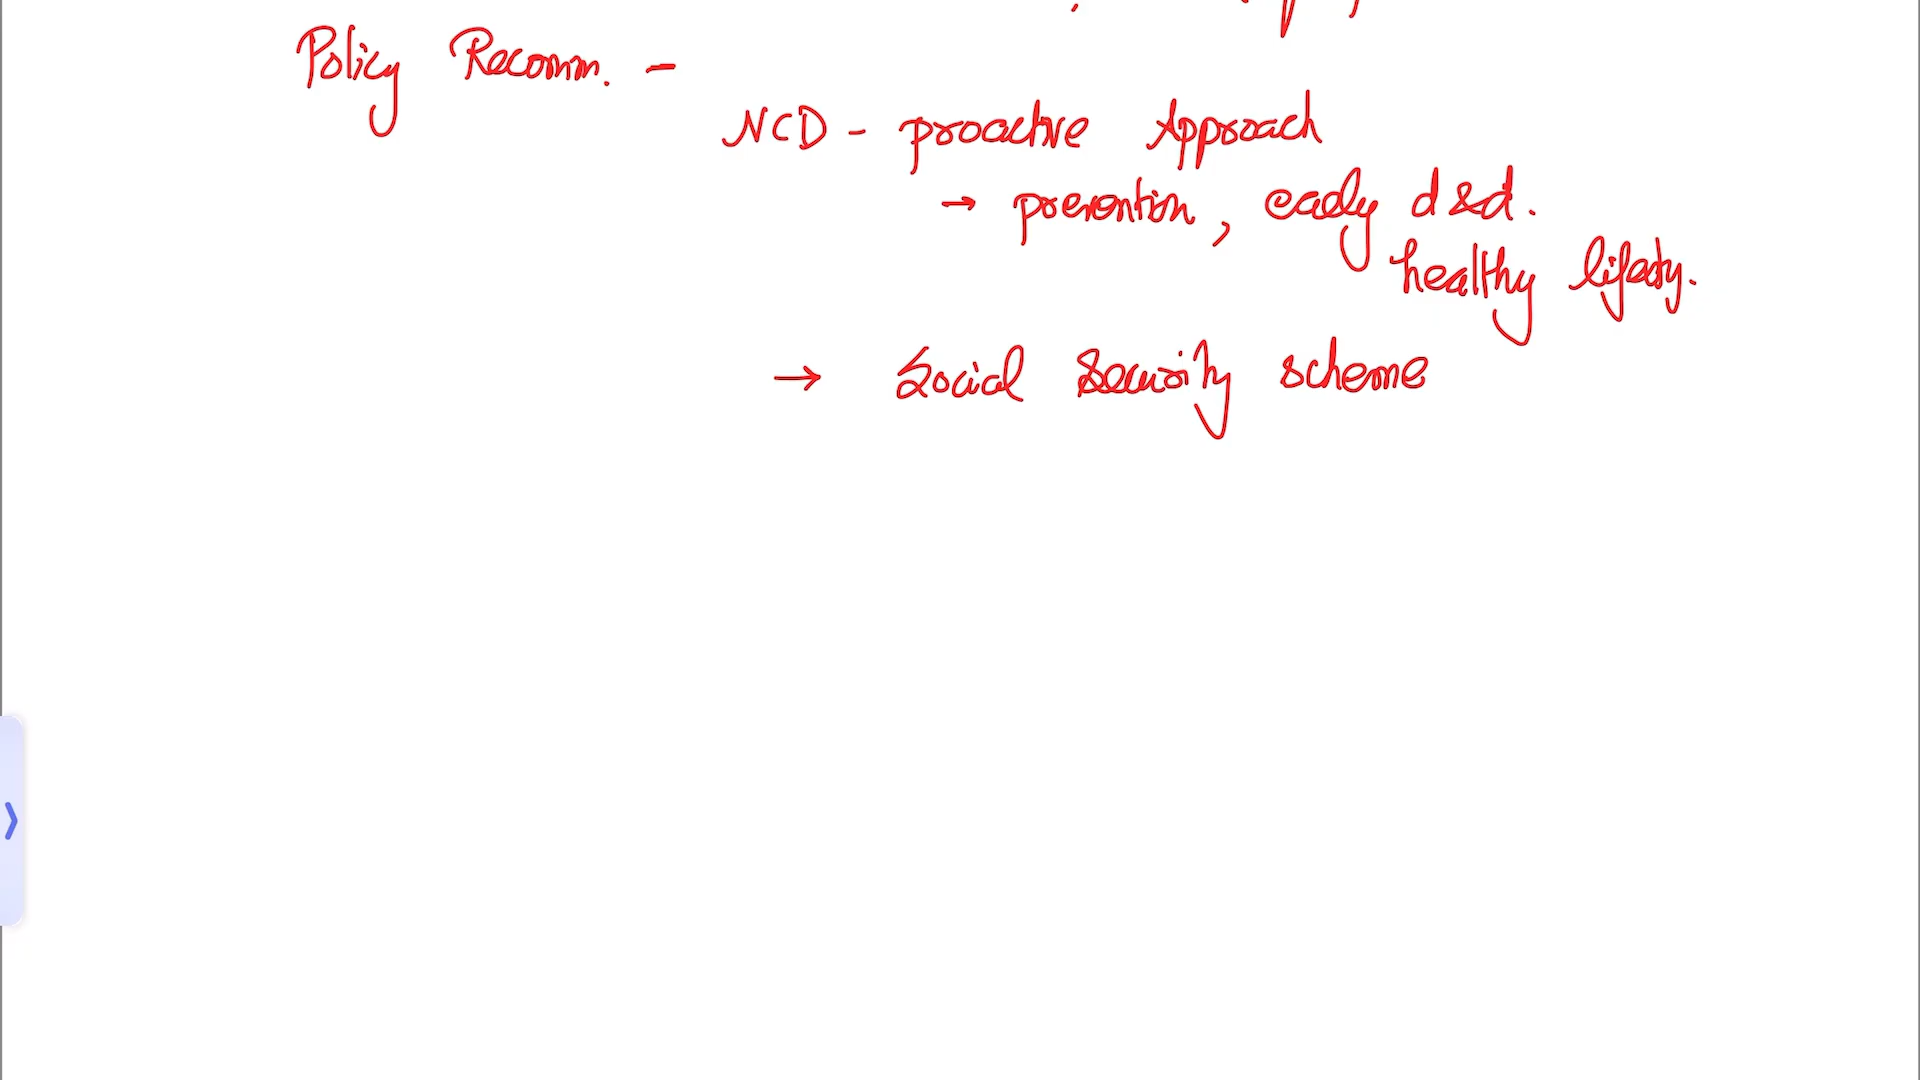 Policy Recomm. -
NCD - proactive Approach
→ prevention, early d&d.
healthy lifesty.
→ Social Security scheme